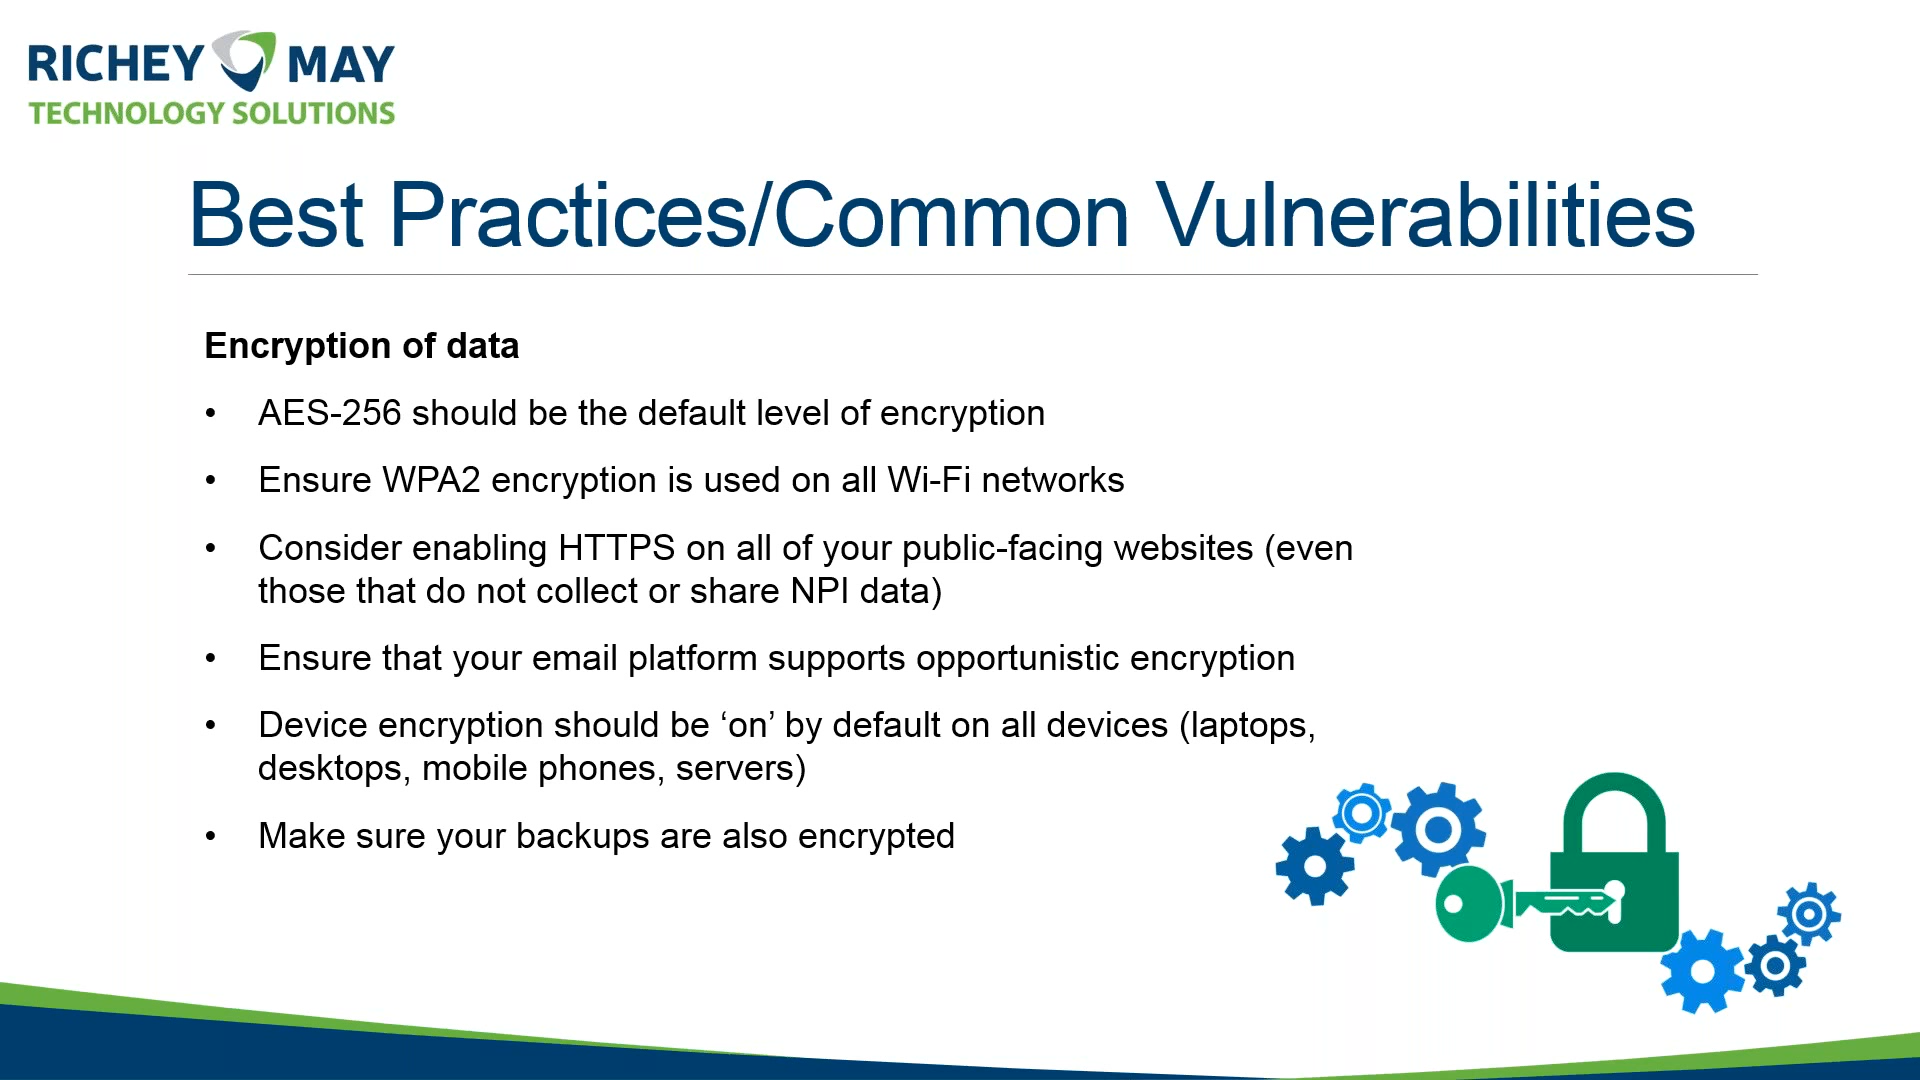 RICHEY MAY
TECHNOLOGY SOLUTIONS
Best Practices/Common Vulnerabilities
Encryption of data
• AES-256 should be the default level of encryption
• Ensure WPA2 encryption is used on all Wi-Fi networks
• Consider enabling HTTPS on all of your public-facing websites (even
those that do not collect or share NPI data)
• Ensure that your email platform supports opportunistic encryption
• Device encryption should be ‘on’ by default on all devices (laptops,
desktops, mobile phones, servers)
• Make sure your backups are also encrypted